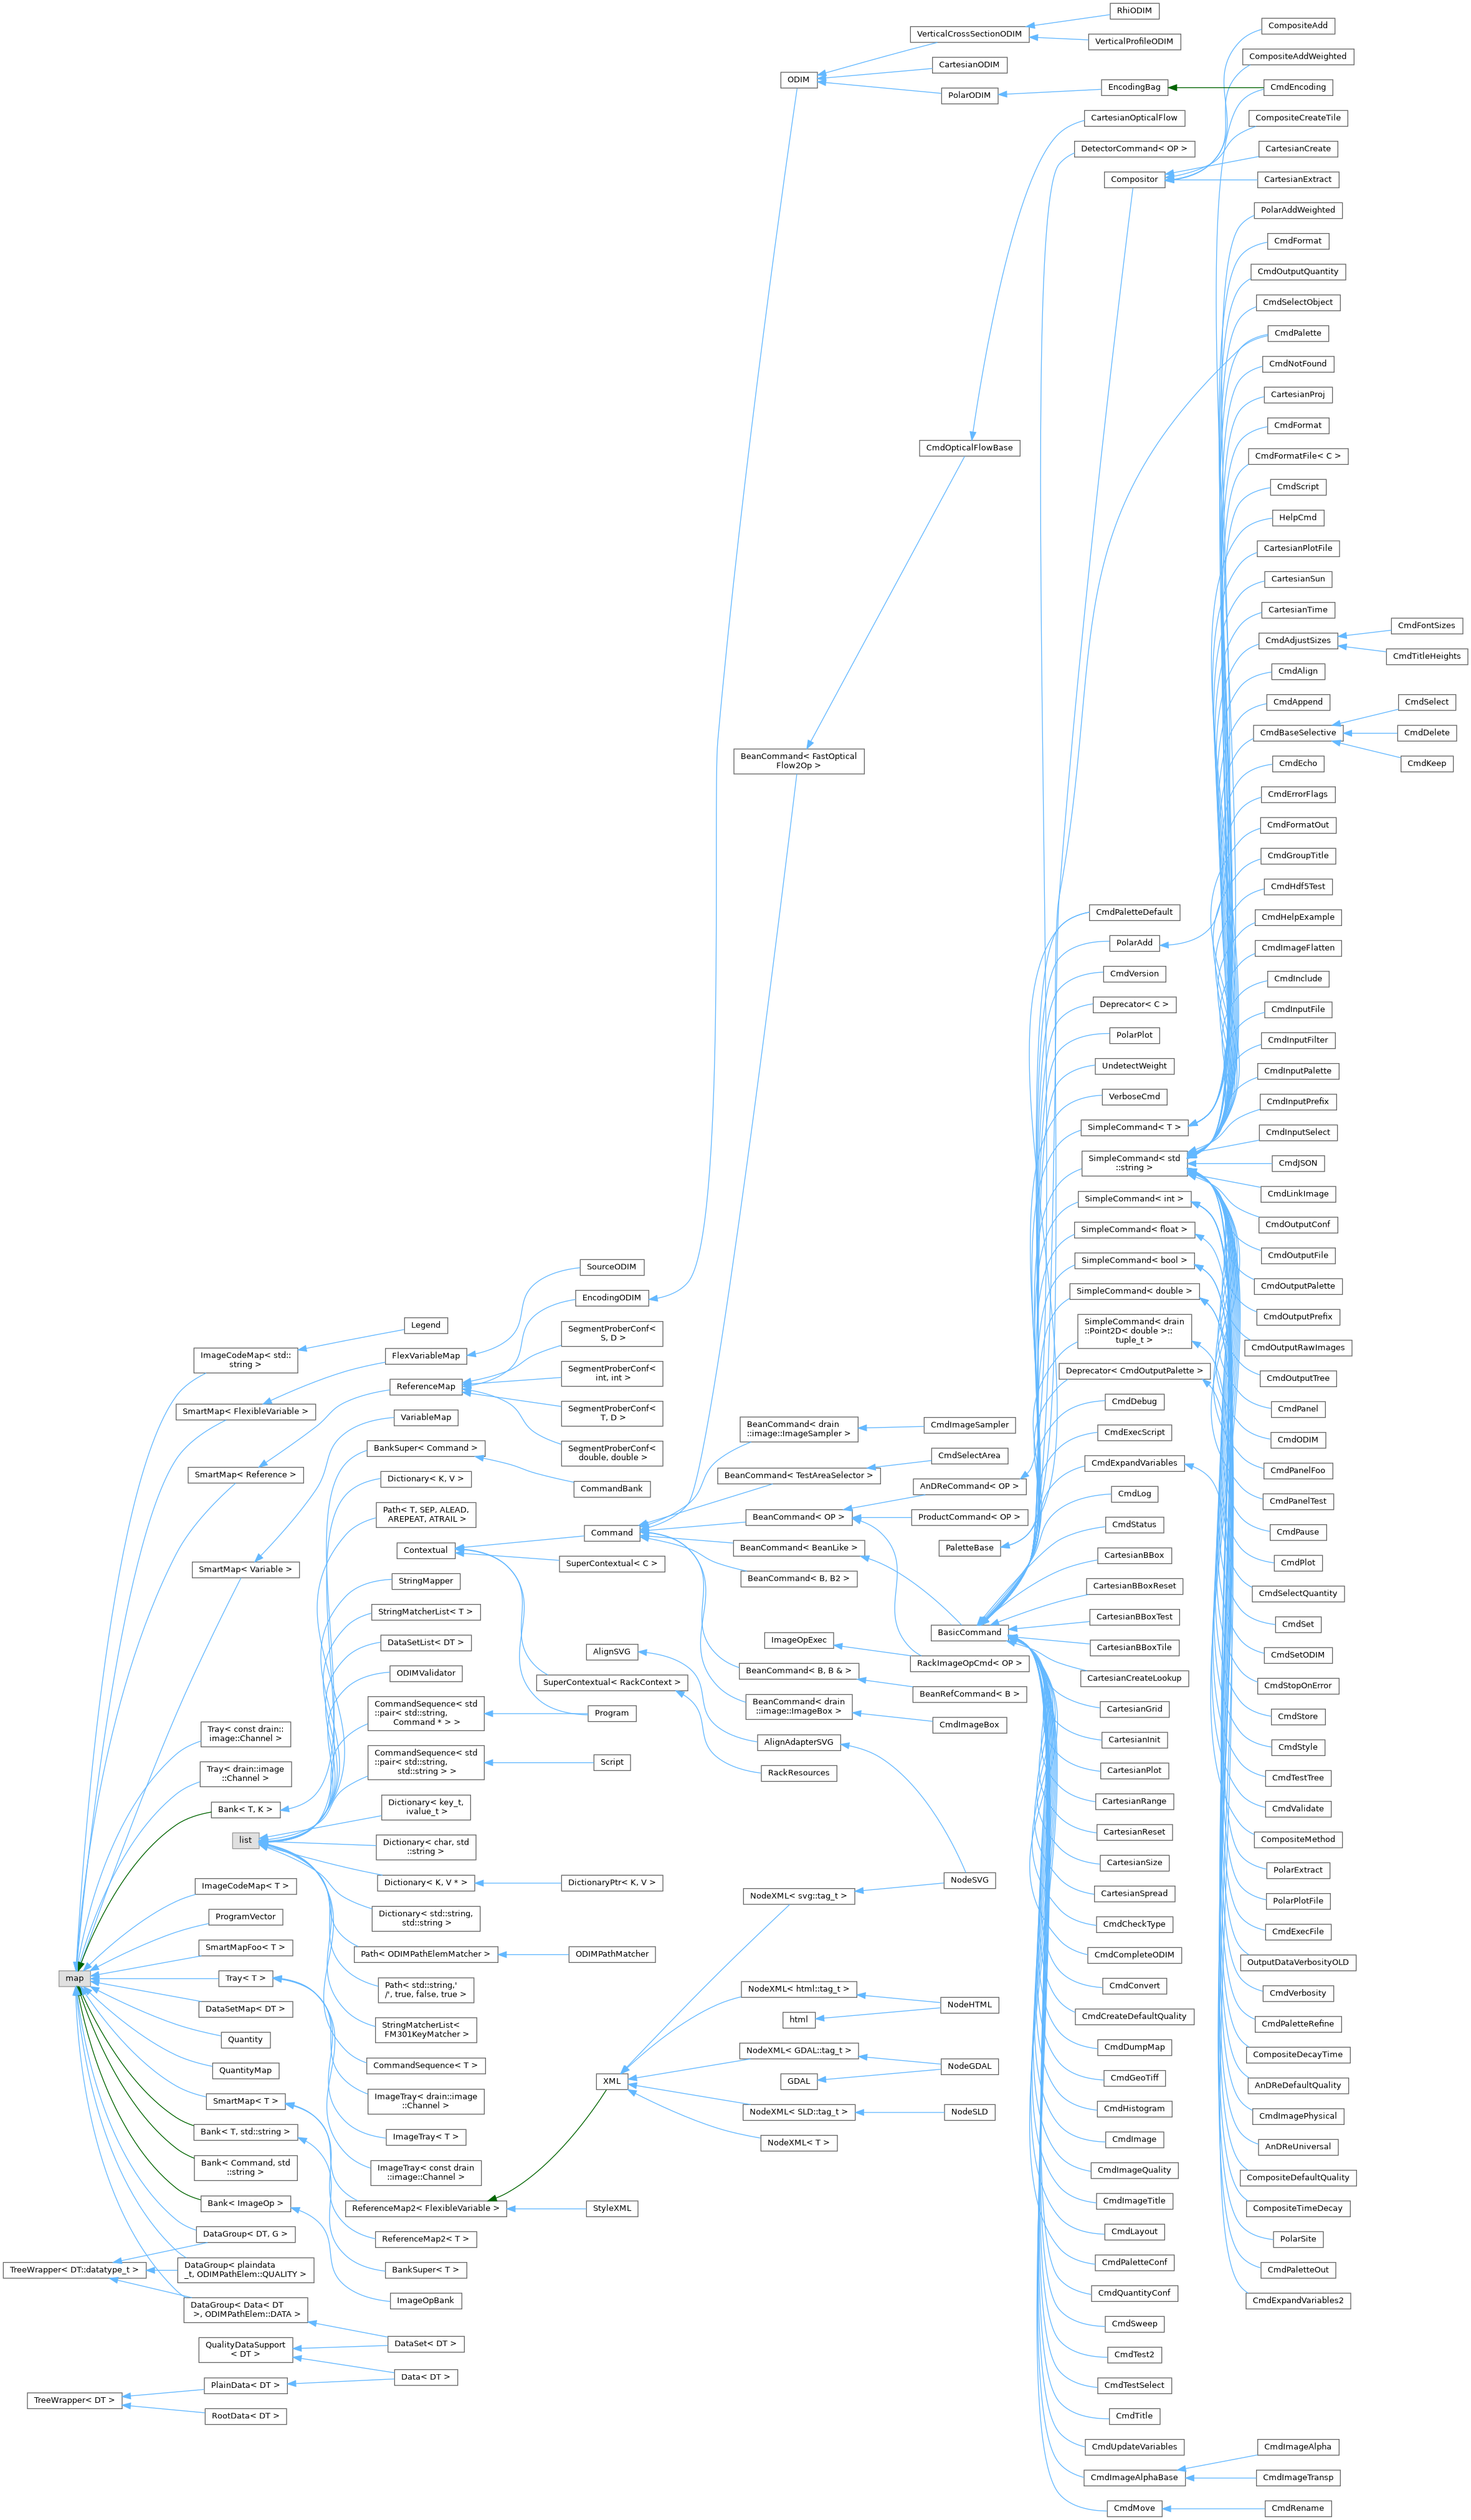 RhiODIM
CompositeAdd
VerticalCrossSectionODIM
VerticalProfileODIM
CompositeAddWeighted
CartesianODIM
ODIM
EncodingBag
CmdEncoding
PolarODIM
CartesianOpticalFlow
CompositeCreateTile
DetectorCommand< OP >
CartesianCreate
Compositor
CartesianExtract
PolarAddWeighted
CmdFormat
CmdOutputQuantity
CmdSelectObject
CmdPalette
CmdNotFound
CartesianProj
CmdFormat
CmdOpticalFlowBase
CmdFormatFile< C >
CmdScript
HelpCmd
CartesianPlotFile
CartesianSun
CartesianTime
CmdFontSizes
CmdAdjustSizes
CmdTitleHeights
CmdAlign
CmdAppend
CmdSelect
CmdBaseSelective
CmdDelete
BeanCommand< FastOptical
Flow2Op >
CmdEcho
CmdKeep
CmdErrorFlags
CmdFormatOut
CmdGroupTitle
CmdHdf5Test
CmdPaletteDefault
CmdHelpExample
PolarAdd
CmdImageFlatten
CmdVersion
CmdInclude
Deprecator< C >
CmdInputFile
PolarPlot
CmdInputFilter
UndetectWeight
CmdInputPalette
VerboseCmd
CmdInputPrefix
SimpleCommand< T >
CmdInputSelect
SimpleCommand< std
::string >
CmdJSON
SimpleCommand< int >
CmdLinkImage
SimpleCommand< float >
CmdOutputConf
SourceODIM
SimpleCommand< bool >
CmdOutputFile
EncodingODIM
SimpleCommand< double >
CmdOutputPalette
Legend
SegmentProberConf<
S, D >
SimpleCommand< drain
::Point2D< double >::
tuple_t >
CmdOutputPrefix
ImageCodeMap< std::
string >
FlexVariableMap
CmdOutputRawImages
ReferenceMap
SegmentProberConf<
int, int >
Deprecator< CmdOutputPalette >
CmdOutputTree
SmartMap< FlexibleVariable >
VariableMap
SegmentProberConf<
T, D >
BeanCommand< drain
::image::ImageSampler >
CmdImageSampler
CmdDebug
CmdPanel
BankSuper< Command >
SegmentProberConf<
double, double >
CmdSelectArea
CmdExecScript
CmdODIM
SmartMap< Reference >
Dictionary< K, V >
CommandBank
BeanCommand< TestAreaSelector >
AnDReCommand< OP >
CmdExpandVariables
CmdPanelFoo
Path< T, SEP, ALEAD,
AREPEAT, ATRAIL >
BeanCommand< OP >
ProductCommand< OP >
CmdLog
CmdPanelTest
Contextual
Command
BeanCommand< BeanLike >
PaletteBase
CmdStatus
CmdPause
SmartMap< Variable >
SuperContextual< C >
BeanCommand< B, B2 >
CartesianBBox
CmdPlot
StringMapper
CartesianBBoxReset
CmdSelectQuantity
StringMatcherList< T >
CartesianBBoxTest
CmdSet
DataSetList< DT >
AlignSVG
ImageOpExec
BasicCommand
CartesianBBoxTile
CmdSetODIM
ODIMValidator
SuperContextual< RackContext >
BeanCommand< B, B & >
RackImageOpCmd< OP >
CartesianCreateLookup
CmdStopOnError
CommandSequence< std
::pair< std::string,
Command * > >
Program
BeanCommand< drain
::image::ImageBox >
BeanRefCommand< B >
CartesianGrid
CmdStore
Tray< const drain::
image::Channel >
CmdImageBox
AlignAdapterSVG
CartesianInit
CmdStyle
Tray< drain::image
::Channel >
CommandSequence< std
::pair< std::string,
std::string > >
Script
RackResources
CartesianPlot
CmdTestTree
Bank< T, K >
Dictionary< key_t,
ivalue_t >
CartesianRange
CmdValidate
list
Dictionary< char, std
::string >
CartesianReset
CompositeMethod
ImageCodeMap< T >
Dictionary< K, V * >
DictionaryPtr< K, V >
NodeXML< svg::tag_t >
NodeSVG
CartesianSize
PolarExtract
ProgramVector
Dictionary< std::string,
std::string >
CartesianSpread
PolarPlotFile
SmartMapFoo< T >
Path< ODIMPathElemMatcher >
ODIMPathMatcher
CmdCheckType
CmdExecFile
map
Tray< T >
Path< std::string,'
/', true, false, true >
NodeXML< html::tag_t >
CmdCompleteODIM
OutputDataVerbosityOLD
DataSetMap< DT >
html
NodeHTML
CmdConvert
CmdVerbosity
Quantity
StringMatcherList<
FM301KeyMatcher >
NodeXML< GDAL::tag_t >
CmdCreateDefaultQuality
CmdPaletteRefine
QuantityMap
CommandSequence< T >
XML
GDAL
NodeGDAL
CmdDumpMap
CompositeDecayTime
SmartMap< T >
ImageTray< drain::image
::Channel >
NodeXML< SLD::tag_t >
NodeSLD
CmdGeoTiff
AnDReDefaultQuality
Bank< T, std::string >
ImageTray< T >
NodeXML< T >
CmdHistogram
CmdImagePhysical
Bank< Command, std
::string >
ImageTray< const drain
::image::Channel >
CmdImage
AnDReUniversal
Bank< ImageOp >
ReferenceMap2< FlexibleVariable >
StyleXML
CmdImageQuality
CompositeDefaultQuality
DataGroup< DT, G >
ReferenceMap2< T >
CmdImageTitle
CompositeTimeDecay
TreeWrapper< DT::datatype_t >
DataGroup< plaindata
_t, ODIMPathElem::QUALITY >
BankSuper< T >
CmdLayout
PolarSite
DataGroup< Data< DT
>, ODIMPathElem::DATA >
ImageOpBank
CmdPaletteConf
CmdPaletteOut
QualityDataSupport
< DT >
DataSet< DT >
CmdQuantityConf
CmdExpandVariables2
PlainData< DT >
Data< DT >
CmdSweep
TreeWrapper< DT >
RootData< DT >
CmdTest2
CmdTestSelect
CmdTitle
CmdUpdateVariables
CmdImageAlpha
CmdImageAlphaBase
CmdImageTransp
CmdMove
CmdRename